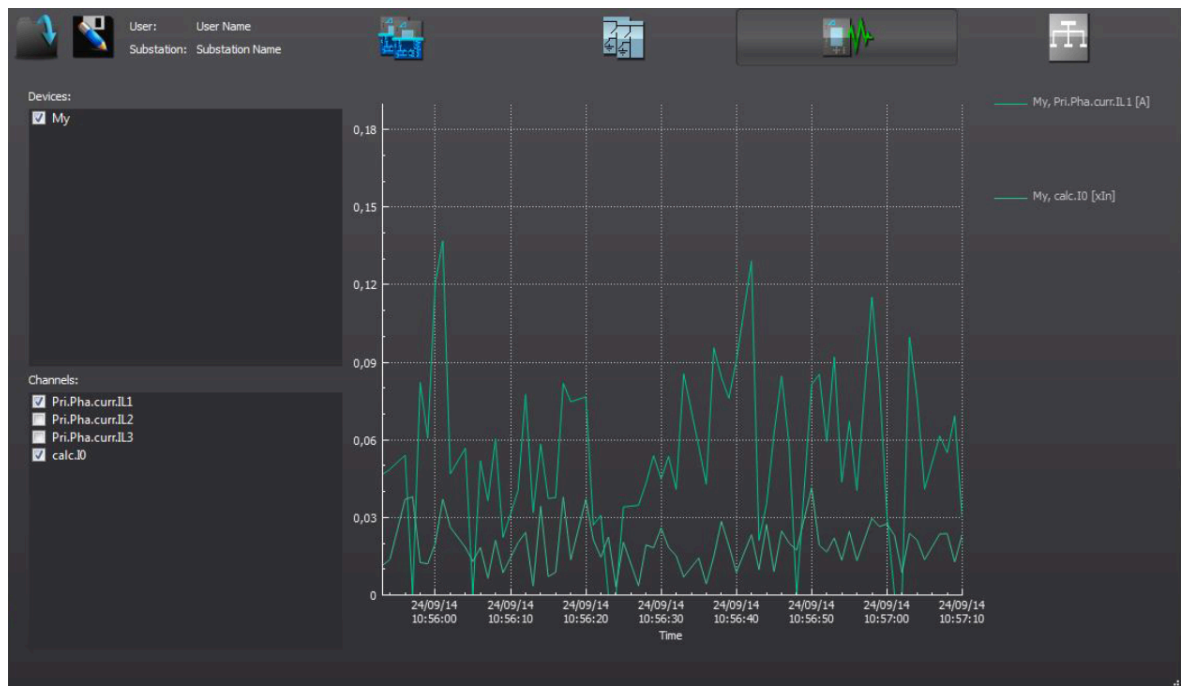 User: User Name
Substation: Substation Name
Devices:
My
Channels:
Pri.Pha.curr.IL1
Pri.Pha.curr.IL2
Pri.Pha.curr.IL3
calc.I0
0,18
0,15
0,12
0,09
0,06
0,03
0
24/09/14 24/09/14 24/09/14 24/09/14 24/09/14 24/09/14 24/09/14 24/09/14
10:56:00 10:56:10 10:56:20 10:56:30 10:56:40 10:56:50 10:57:00 10:57:10
Time
My, Pri.Pha.curr.IL1 [A]
My, calc.I0 [xIn]